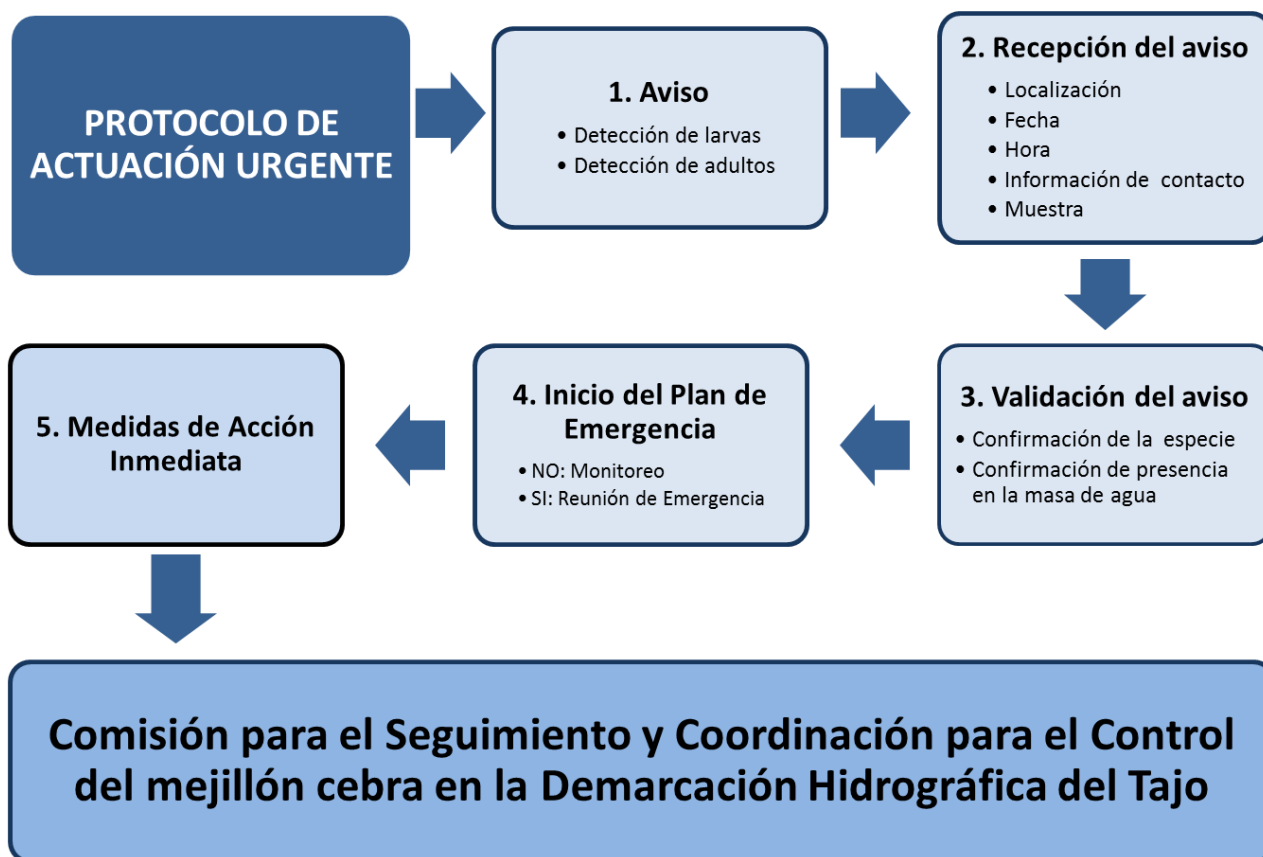 PROTOCOLO DE
ACTUACIÓN URGENTE
1. Aviso
• Detección de larvas
• Detección de adultos
2. Recepción del aviso
• Localización
• Fecha
• Hora
• Información de contacto
• Muestra
3. Validación del aviso
• Confirmación de la especie
• Confirmación de presencia
en la masa de agua
4. Inicio del Plan de
Emergencia
• NO: Monitoreo
• SI: Reunión de Emergencia
5. Medidas de Acción
Inmediata
Comisión para el Seguimiento y Coordinación para el Control
del mejillón cebra en la Demarcación Hidrográfica del Tajo